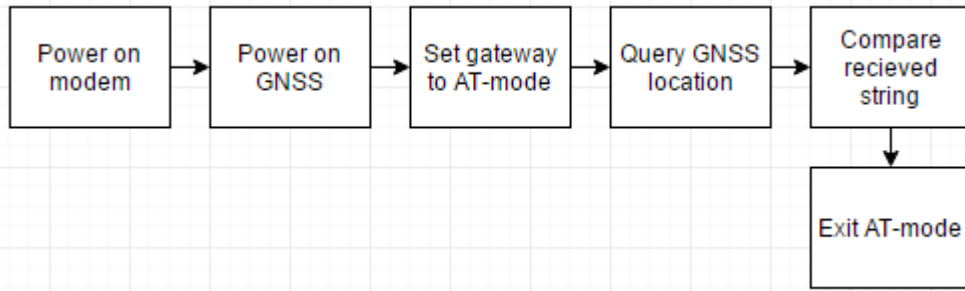 Power on
modem
Power on
GNSS
Set gateway
to AT-mode
Query GNSS
location
Compare
recieved
string
Exit AT-mode